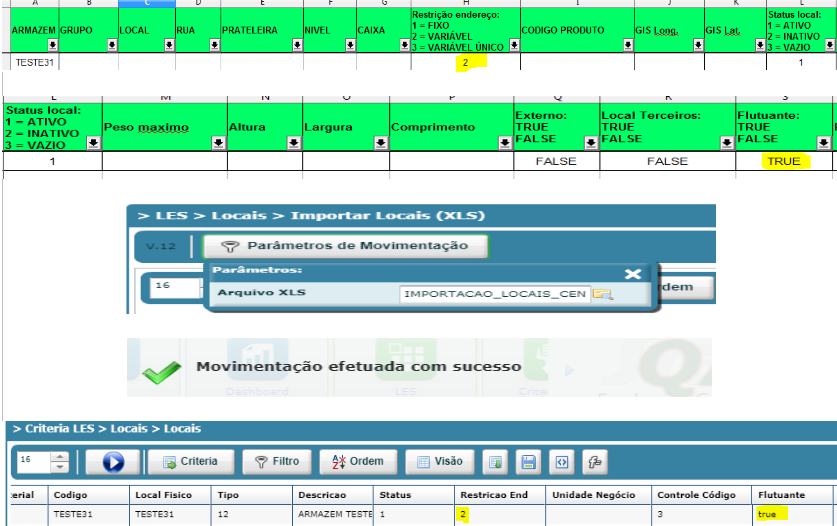 A B C D E F G H I J K L
ARMAZEM GRUPO LOCAL RUA PRATELEIRA NIVEL CAIXA Restrição endereço: 1 = FIXO 2 = VARIÁVEL 3 = VARIÁVEL ÚNICO CODIGO PRODUTO GIS Long. GIS Lat. Status local: 1 = ATIVO 2 = INATIVO 3 = VAZIO
TESTE31 2 1
L M N O P Q R S
Status local: 1 = ATIVO 2 = INATIVO 3 = VAZIO Peso maximo Altura Largura Comprimento Externo: TRUE FALSE Local Terceiros: TRUE FALSE Flutuante: TRUE FALSE
1 FALSE FALSE TRUE
> LES > Locais > Importar Locais (XLS)
V.12 Parâmetros de Movimentação
Parâmetros:
16 Arquivo XLS IMPORTACAO_LOCAIS_CEN rdem
Movimentação efetuada com sucesso
Dashboard LES
> Criteria LES > Locais > Locais
16 Criteria Filtro Ordem Visão
erial Codigo Local Fisico Tipo Descricao Status Restricao End Unidade Negócio Controle Código Flutuante
TESTE31 TESTE31 12 ARMAZEM TESTE 1 2 3 true